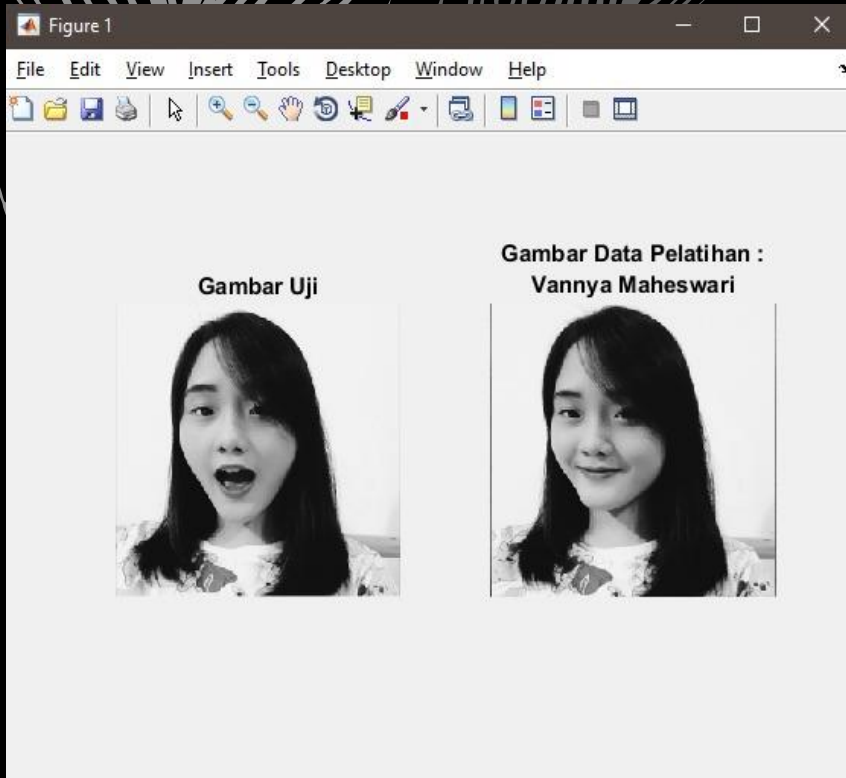 Figure 1
File Edit View Insert Tools Desktop Window Help
Gambar Uji
Gambar Data Pelatihan :
Vannya Maheswari